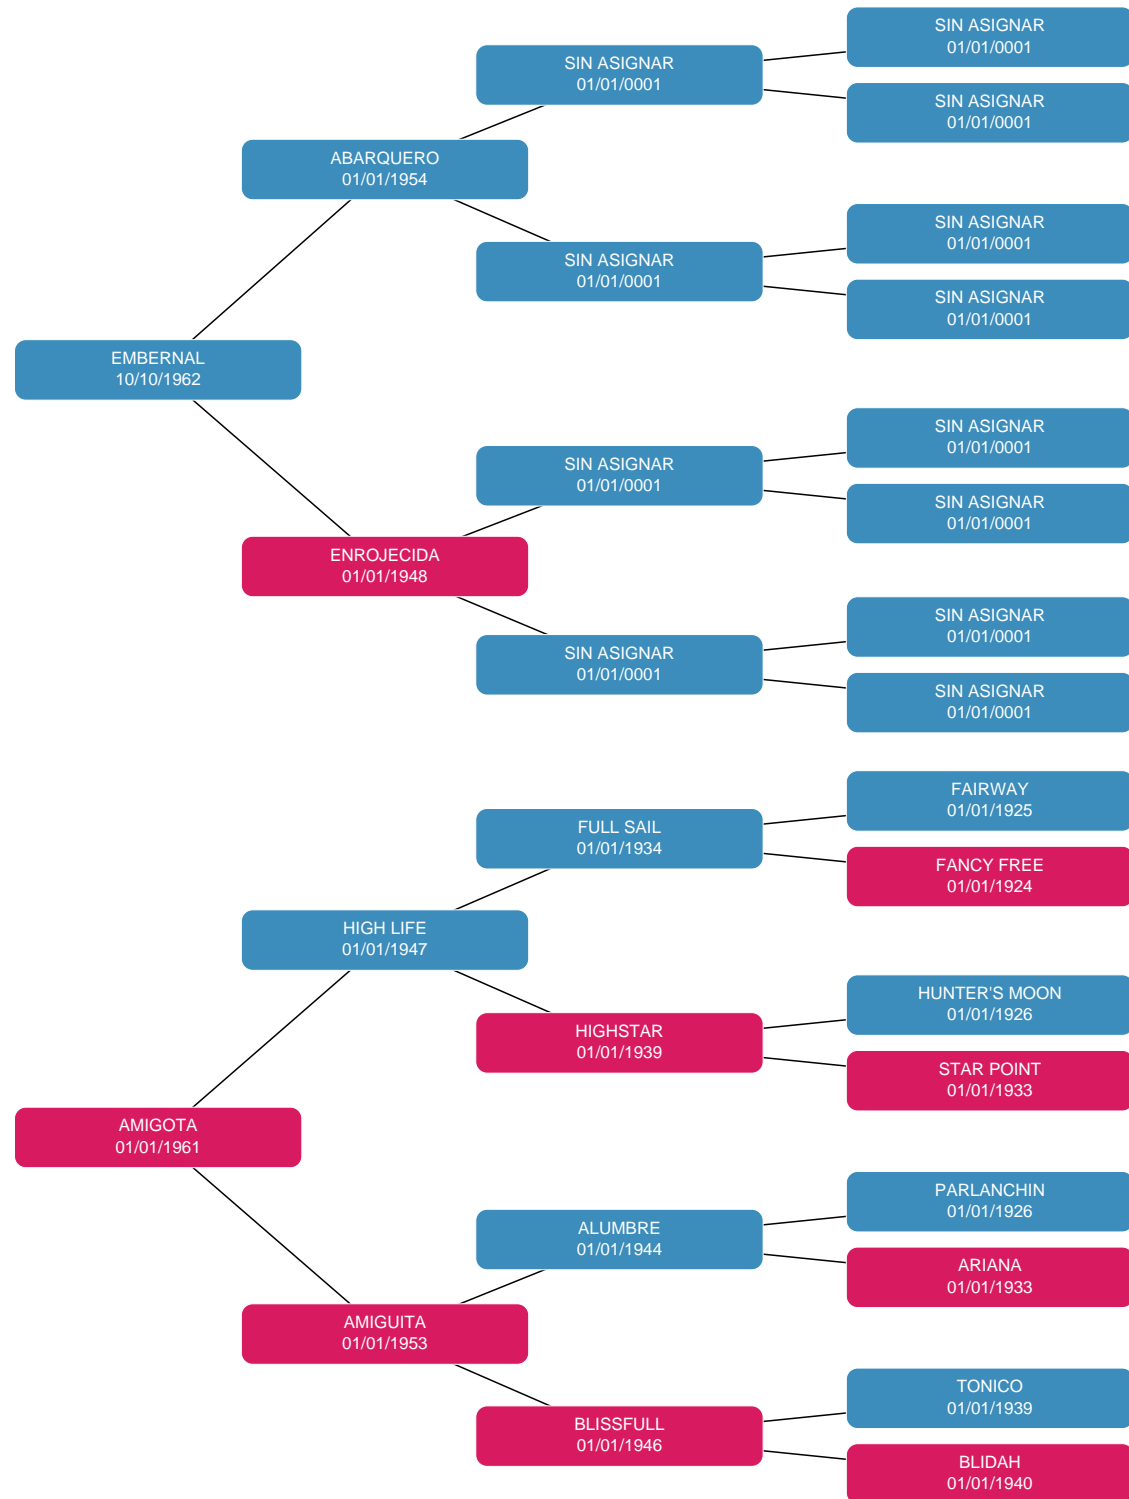 SIN ASIGNAR
01/01/0001
SIN ASIGNAR
01/01/0001
SIN ASIGNAR
01/01/0001
ABARQUERO
01/01/1954
SIN ASIGNAR
01/01/0001
SIN ASIGNAR
01/01/0001
SIN ASIGNAR
01/01/0001
EMBERNAL
10/10/1962
SIN ASIGNAR
01/01/0001
SIN ASIGNAR
01/01/0001
SIN ASIGNAR
01/01/0001
ENROJECIDA
01/01/1948
SIN ASIGNAR
01/01/0001
SIN ASIGNAR
01/01/0001
SIN ASIGNAR
01/01/0001
FAIRWAY
01/01/1925
FULL SAIL
01/01/1934
FANCY FREE
01/01/1924
HIGH LIFE
01/01/1947
HUNTER'S MOON
01/01/1926
HIGHSTAR
01/01/1939
STAR POINT
01/01/1933
AMIGOTA
01/01/1961
PARLANCHIN
01/01/1926
ALUMBRE
01/01/1944
ARIANA
01/01/1933
AMIGUITA
01/01/1953
TONICO
01/01/1939
BLISSFULL
01/01/1946
BLIDAH
01/01/1940